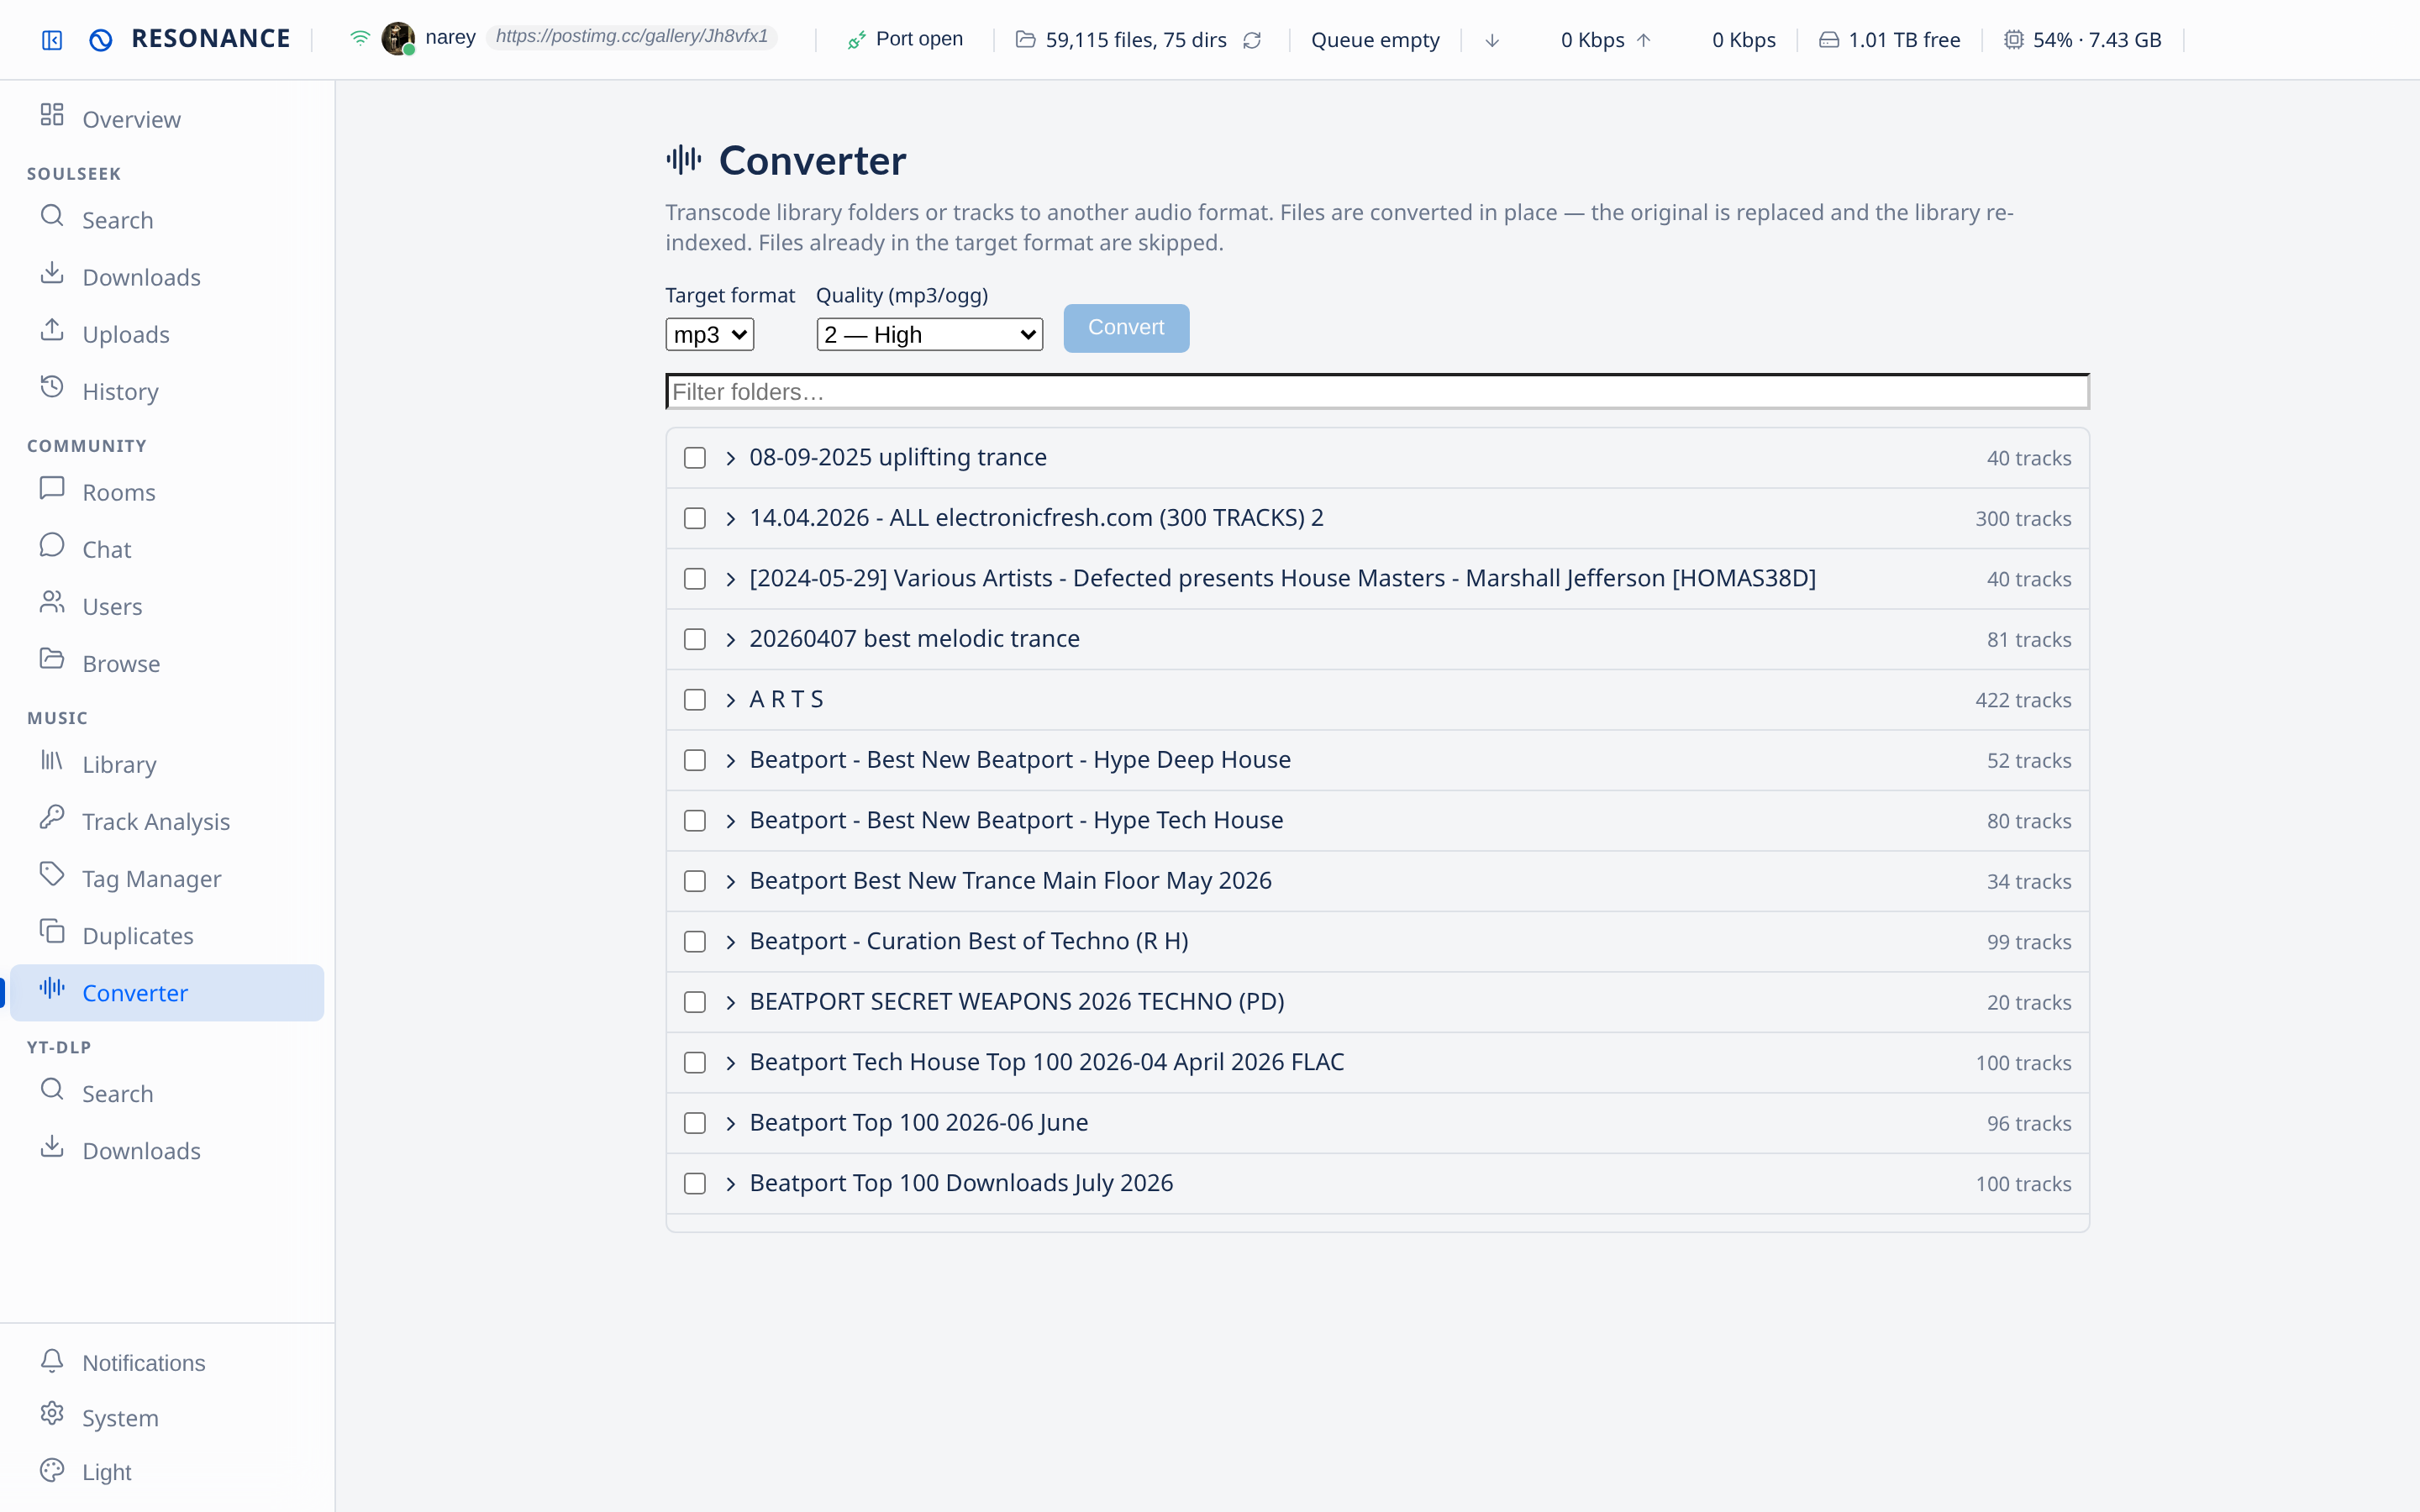 RESONANCE
narey https://postimg.cc/gallery/Jh8vfx1
Port open
59,115 files, 75 dirs
Queue empty
0 Kbps
0 Kbps
1.01 TB free
54% · 7.43 GB
Overview
SOULSEEK
Search
Downloads
Uploads
History
COMMUNITY
Rooms
Chat
Users
Browse
MUSIC
Library
Track Analysis
Tag Manager
Duplicates
Converter
YT-DLP
Search
Downloads
Notifications
System
Light
Converter
Transcode library folders or tracks to another audio format. Files are converted in place — the original is replaced and the library re-
indexed. Files already in the target format are skipped.
Target format Quality (mp3/ogg)
mp3 2 — High Convert
Filter folders…
08-09-2025 uplifting trance 40 tracks
14.04.2026 - ALL electronicfresh.com (300 TRACKS) 2 300 tracks
[2024-05-29] Various Artists - Defected presents House Masters - Marshall Jefferson [HOMAS38D] 40 tracks
20260407 best melodic trance 81 tracks
A R T S 422 tracks
Beatport - Best New Beatport - Hype Deep House 52 tracks
Beatport - Best New Beatport - Hype Tech House 80 tracks
Beatport Best New Trance Main Floor May 2026 34 tracks
Beatport - Curation Best of Techno (R H) 99 tracks
BEATPORT SECRET WEAPONS 2026 TECHNO (PD) 20 tracks
Beatport Tech House Top 100 2026-04 April 2026 FLAC 100 tracks
Beatport Top 100 2026-06 June 96 tracks
Beatport Top 100 Downloads July 2026 100 tracks